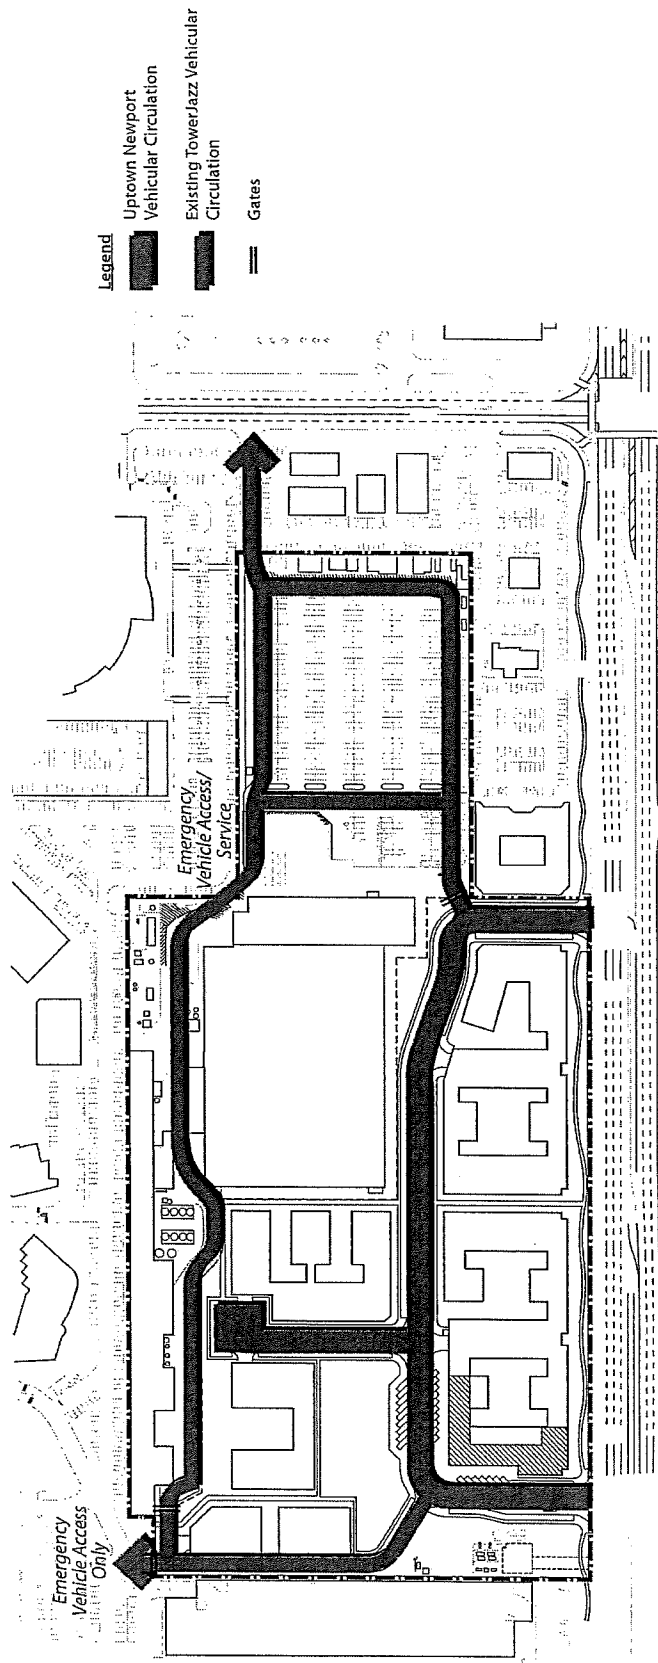 Legend
Uptown Newport
Vehicular Circulation
Existing TowerJazz Vehicular
Circulation
Gates
Emergency
Vehicle Access/
Service
Emergency
Vehicle Access
Only